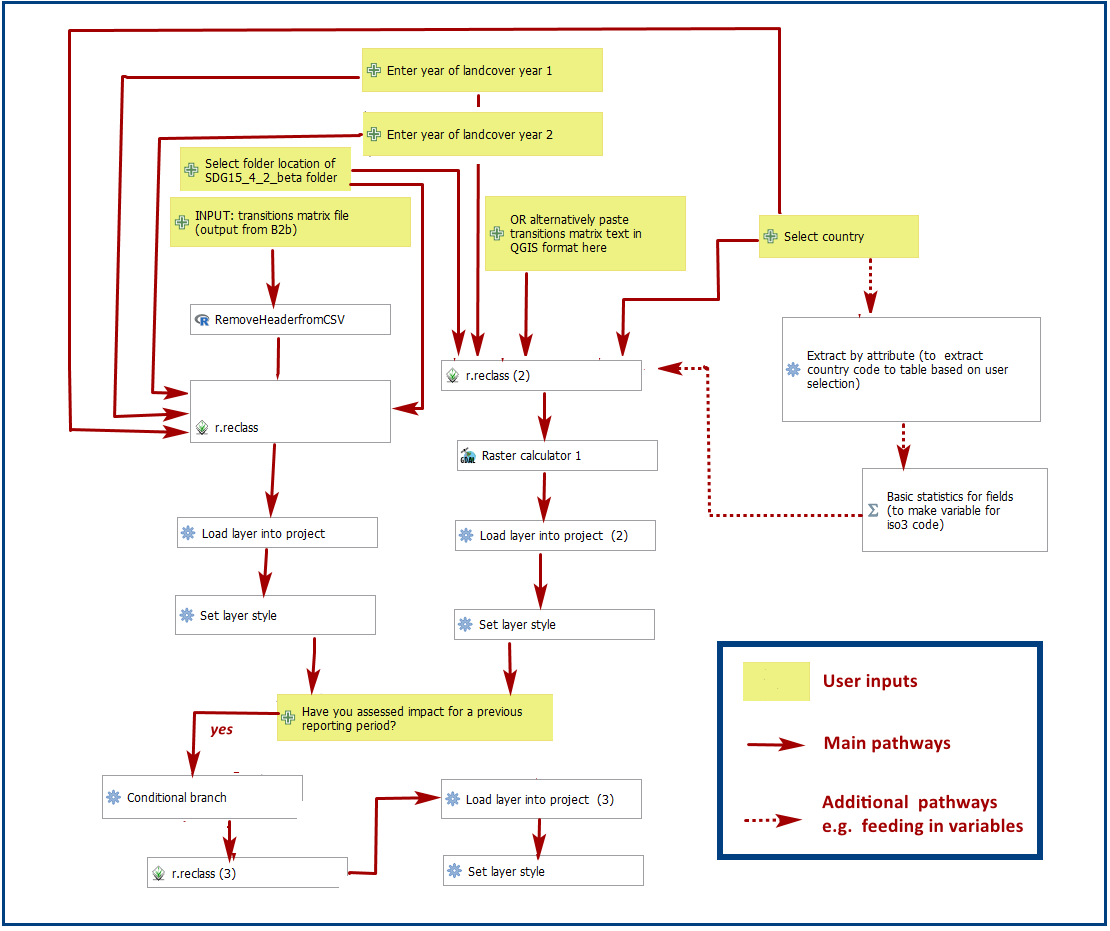 Enter year of landcover year 1
Enter year of landcover year 2
Select folder location of
SDG15_4_2_beta folder
INPUT: transitions matrix file
(output from B2b)
OR alternatively paste
transitions matrix text in
QGIS format here
Select country
RemoveHeaderfromCSV
Extract by attribute (to extract
country code to table based on user
selection)
r.reclass (2)
r.reclass
Raster calculator 1
Basic statistics for fields
(to make variable for
iso3 code)
Load layer into project
Load layer into project (2)
Set layer style
Set layer style
Have you assessed impact for a previous
reporting period?
yes
Conditional branch
Load layer into project (3)
r.reclass (3)
Set layer style
User inputs
Main pathways
Additional pathways
e.g. feeding in variables
R
GDAL
Σ